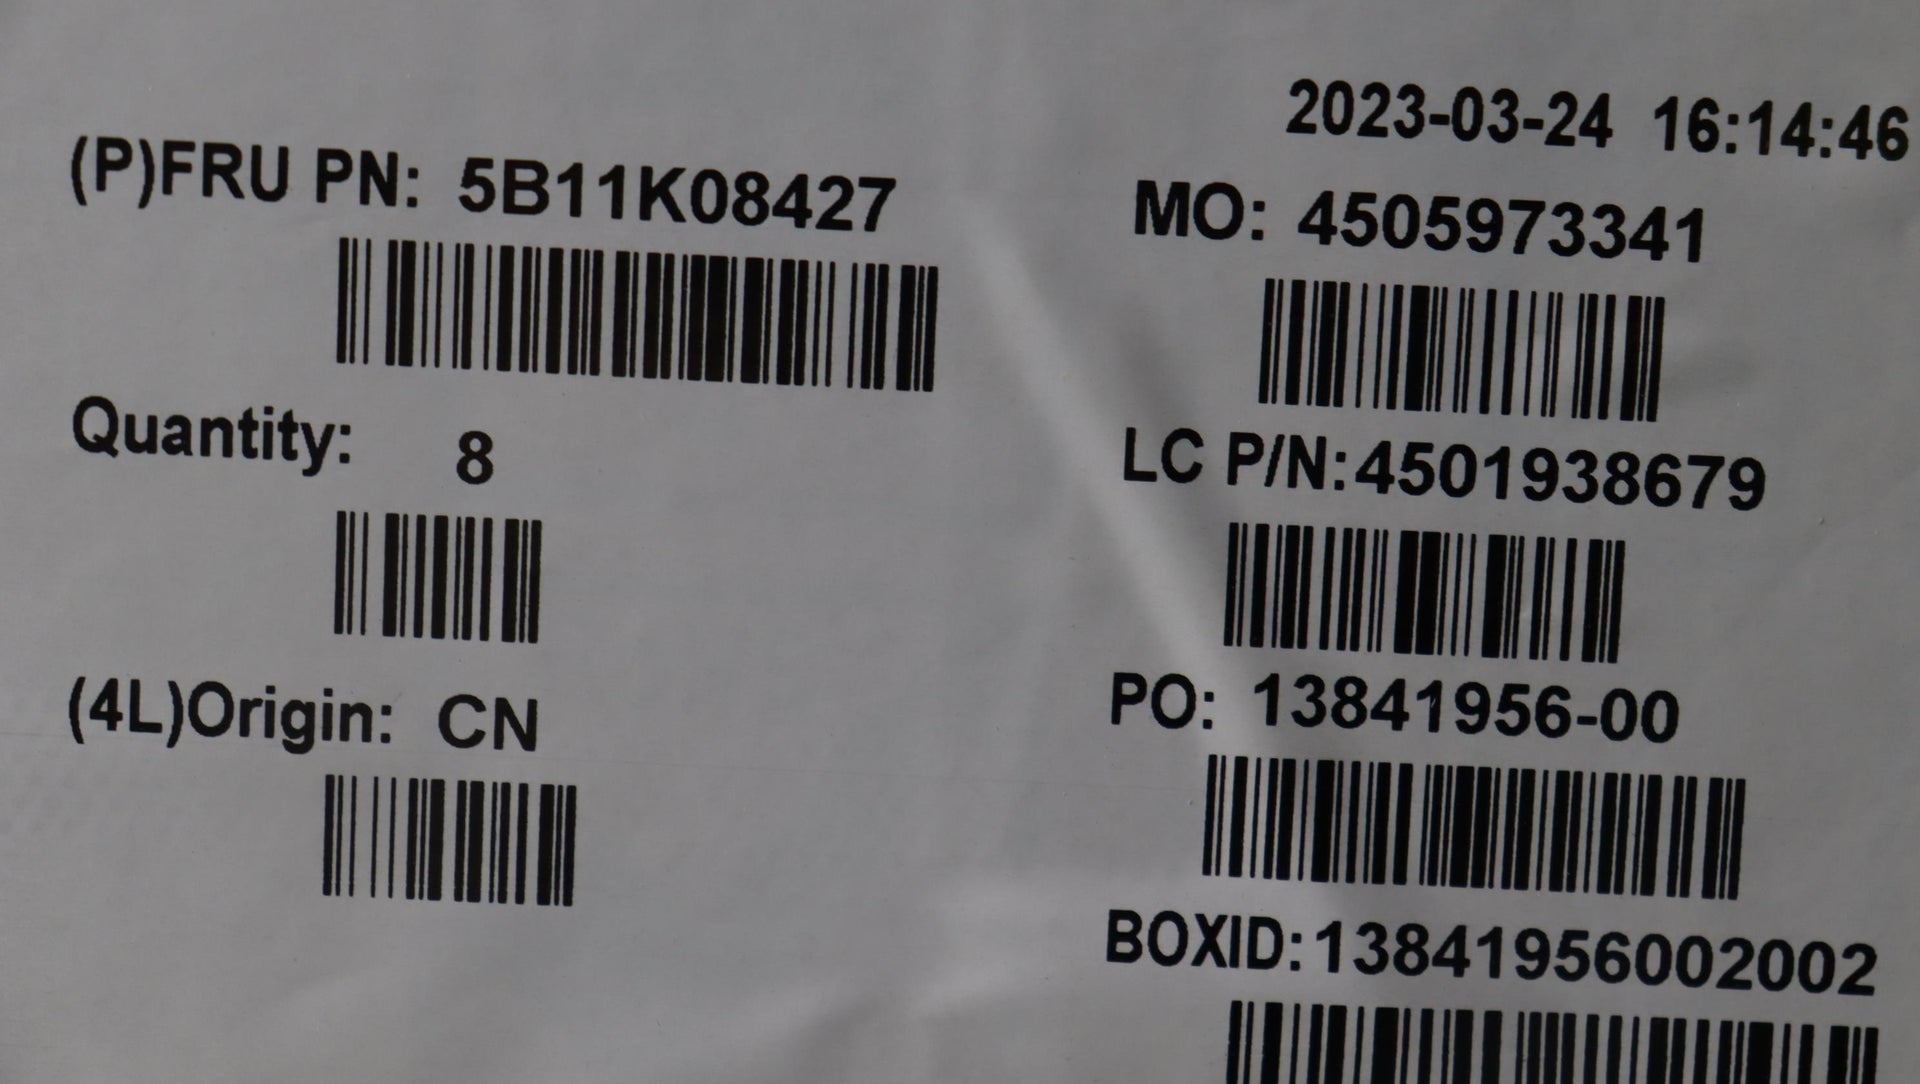 2023-03-24 16:14:46
(P)FRU PN: 5B11K08427
MO: 4505973341
Quantity: 8
LC P/N:4501938679
(4L)Origin: CN
PO: 13841956-00
BOXID:13841956002002